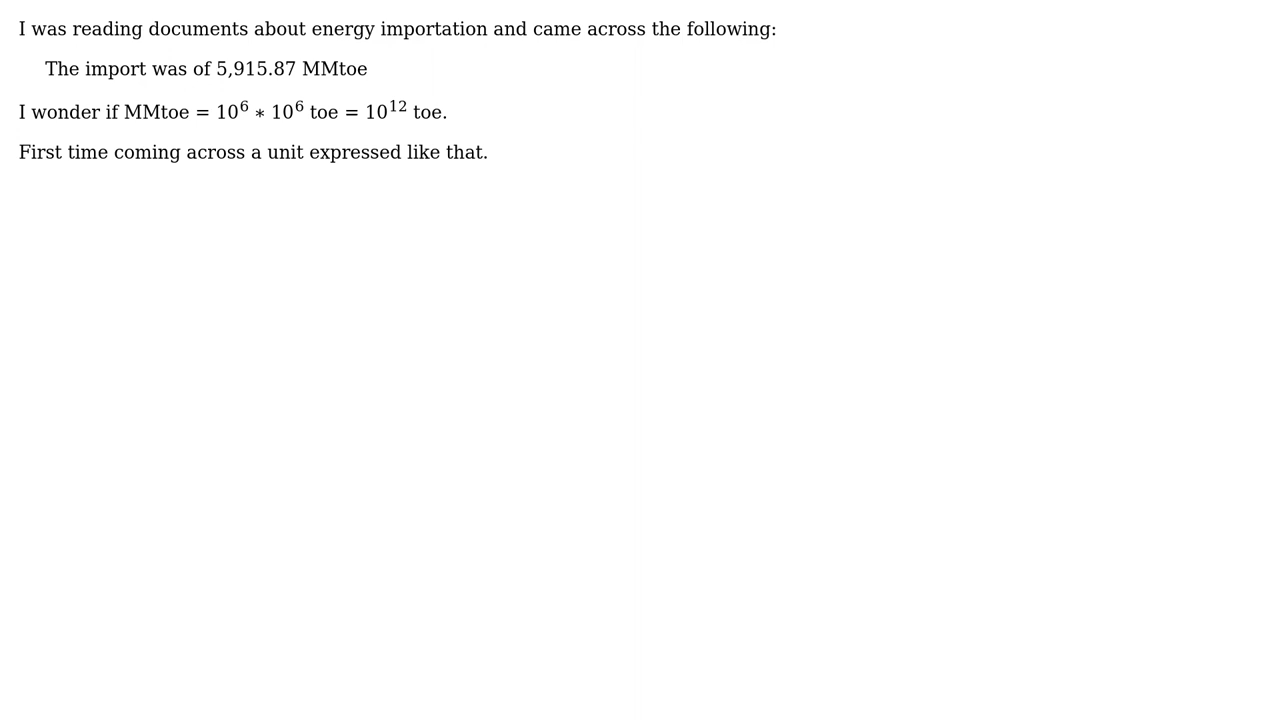 I was reading documents about energy importation and came across the following:
The import was of 5,915.87 MMtoe
I wonder if MMtoe = 10⁶ ∗ 10⁶ toe = 10¹² toe.
First time coming across a unit expressed like that.